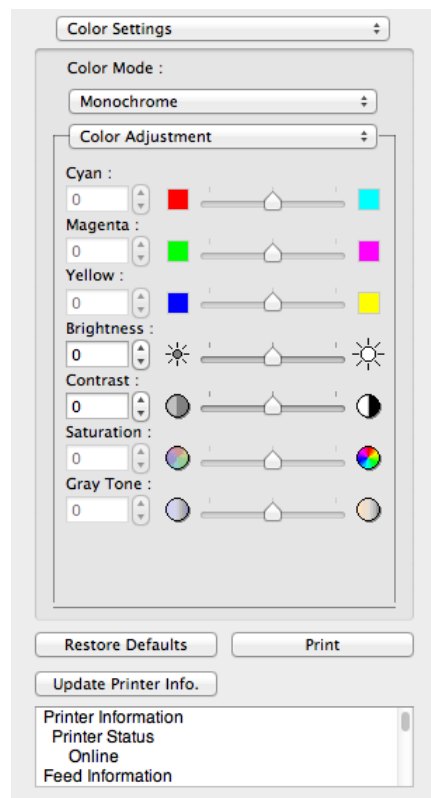 Color Settings
Color Mode :
Monochrome
Color Adjustment
Cyan :
0
Magenta :
0
Yellow :
0
Brightness :
0
Contrast :
0
Saturation :
0
Gray Tone :
0
Restore Defaults Print
Update Printer Info.
Printer Information
Printer Status
Online
Feed Information